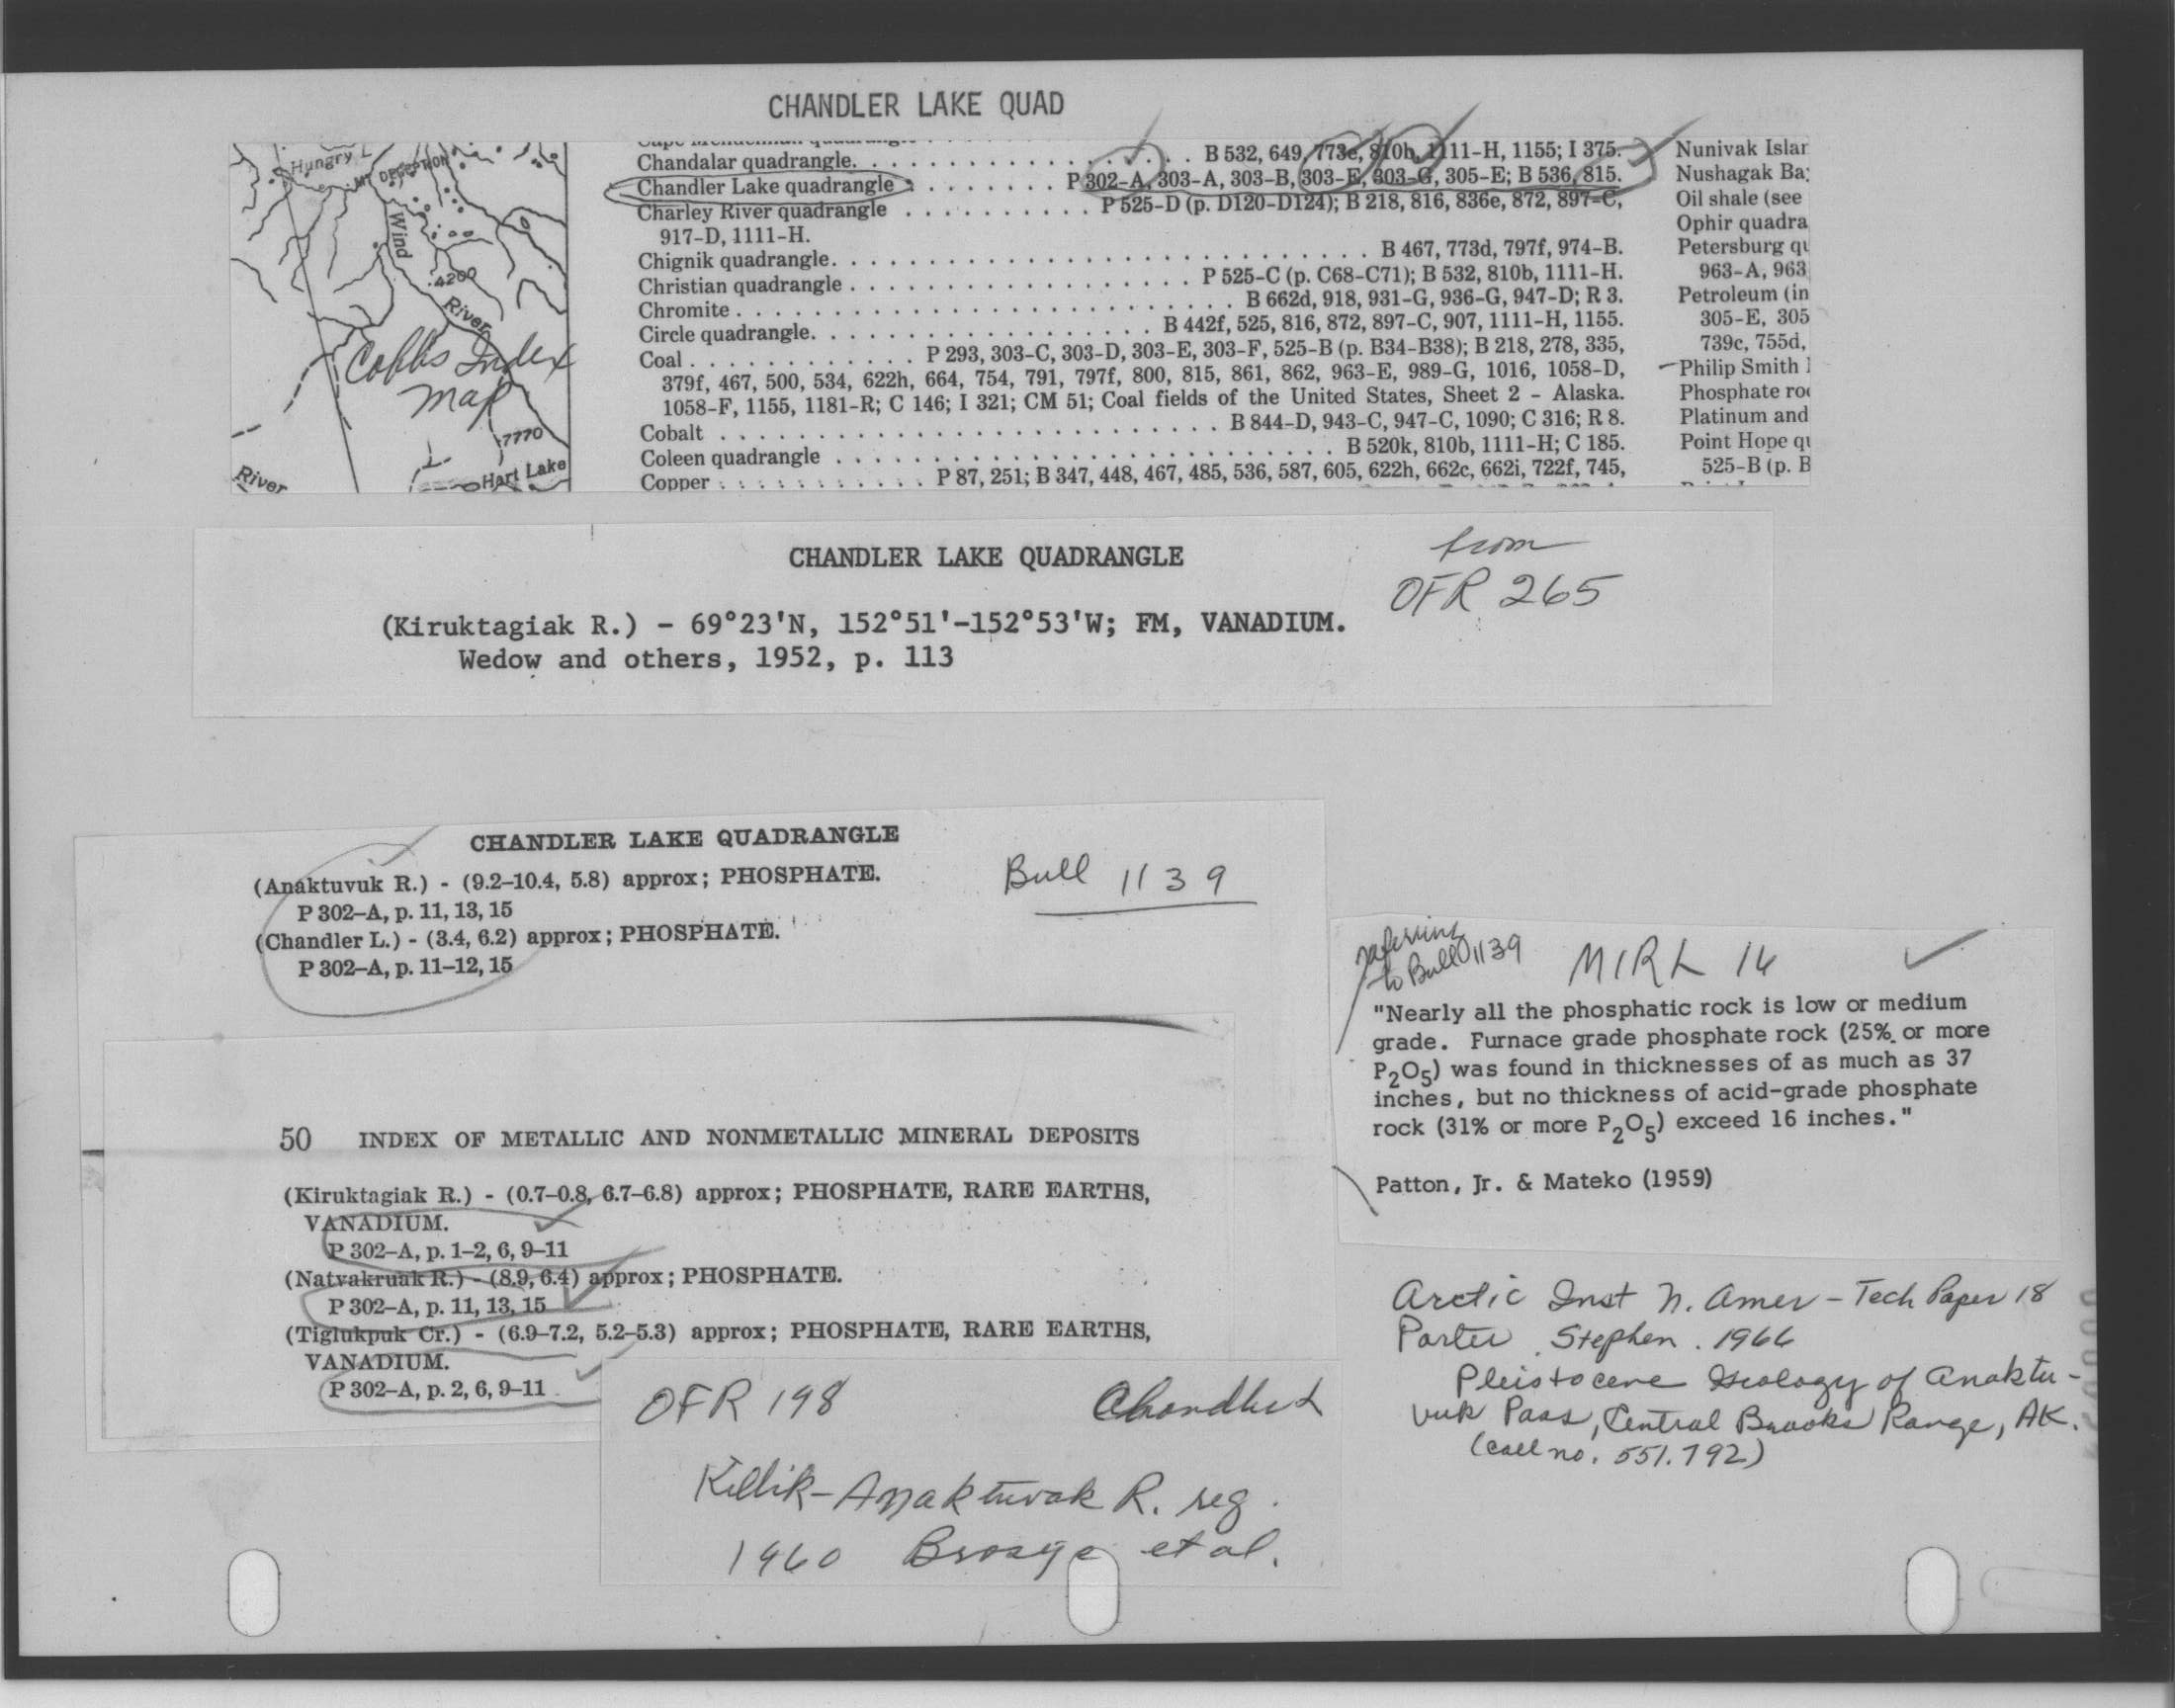 CHANDLER LAKE QUAD
Hungry L
MT DECEPTION
Wind
.4200
River
Cobbs Index
Map
7770
Hart Lake
River
Chandalar quadrangle. . . . . . . . . . . . . . . . . . B 532, 649, 773e, 810b, 1111-H, 1155; I 375.
Chandler Lake quadrangle . . . . . . . . P 302-A, 303-A, 303-B, 303-E, 303-G, 305-E; B 536, 815.
Charley River quadrangle . . . . . . . . . . P 525-D (p. D120-D124); B 218, 816, 836e, 872, 897-C,
917-D, 1111-H.
Chignik quadrangle. . . . . . . . . . . . . . . . . . . . . . . . . . . . B 467, 773d, 797f, 974-B.
Christian quadrangle . . . . . . . . . . . . . . . . . . P 525-C (p. C68-C71); B 532, 810b, 1111-H.
Chromite . . . . . . . . . . . . . . . . . . . . . . . . . . B 662d, 918, 931-G, 936-G, 947-D; R 3.
Circle quadrangle. . . . . . . . . . . . . . . . . . B 442f, 525, 816, 872, 897-C, 907, 1111-H, 1155.
Coal . . . . . . . . . . . . P 293, 303-C, 303-D, 303-E, 303-F, 525-B (p. B34-B38); B 218, 278, 335,
379f, 467, 500, 534, 622h, 664, 754, 791, 797f, 800, 815, 861, 862, 963-E, 989-G, 1016, 1058-D,
1058-F, 1155, 1181-R; C 146; I 321; CM 51; Coal fields of the United States, Sheet 2 - Alaska.
Cobalt . . . . . . . . . . . . . . . . . . . . . . . . . B 844-D, 943-C, 947-C, 1090; C 316; R 8.
Coleen quadrangle . . . . . . . . . . . . . . . . . . . . . . . . . . B 520k, 810b, 1111-H; C 185.
Copper . . . . . . . . . . . P 87, 251; B 347, 448, 467, 485, 536, 587, 605, 622h, 662c, 662i, 722f, 745,
Nunivak Islar
Nushagak Ba
Oil shale (see
Ophir quadra
Petersburg qu
963-A, 963
Petroleum (in
305-E, 305
739c, 755d,
Philip Smith
Phosphate ro
Platinum and
Point Hope qu
525-B (p. B
CHANDLER LAKE QUADRANGLE
from
OFR 265
(Kiruktagiak R.) - 69°23'N, 152°51'-152°53'W; FM, VANADIUM.
Wedow and others, 1952, p. 113
CHANDLER LAKE QUADRANGLE
Bull 1139
(Anaktuvuk R.) - (9.2-10.4, 5.8) approx; PHOSPHATE.
P 302-A, p. 11, 13, 15
(Chandler L.) - (3.4, 6.2) approx; PHOSPHATE.
P 302-A, p. 11-12, 15
50 INDEX OF METALLIC AND NONMETALLIC MINERAL DEPOSITS
(Kiruktagiak R.) - (0.7-0.8, 6.7-6.8) approx; PHOSPHATE, RARE EARTHS,
VANADIUM.
P 302-A, p. 1-2, 6, 9-11
(Natvakruak R.) - (8.9, 6.4) approx; PHOSPHATE.
P 302-A, p. 11, 13, 15
(Tiglukpuk Cr.) - (6.9-7.2, 5.2-5.3) approx; PHOSPHATE, RARE EARTHS,
VANADIUM.
P 302-A, p. 2, 6, 9-11
OFR 198 Chandler L
Killik-Anaktuvak R. reg.
1960 Brosge et al.
referring
to Bull 1139
MIRL 16
"Nearly all the phosphatic rock is low or medium
grade. Furnace grade phosphate rock (25% or more
P2O5) was found in thicknesses of as much as 37
inches, but no thickness of acid-grade phosphate
rock (31% or more P2O5) exceed 16 inches."
Patton, Jr. & Mateko (1959)
Arctic Inst N. Amer - Tech Paper 18
Porter, Stephen. 1966
Pleistocene Geology of Anaktu-
vuk Pass, Central Brooks Range, AK.
(call no. 551.792)